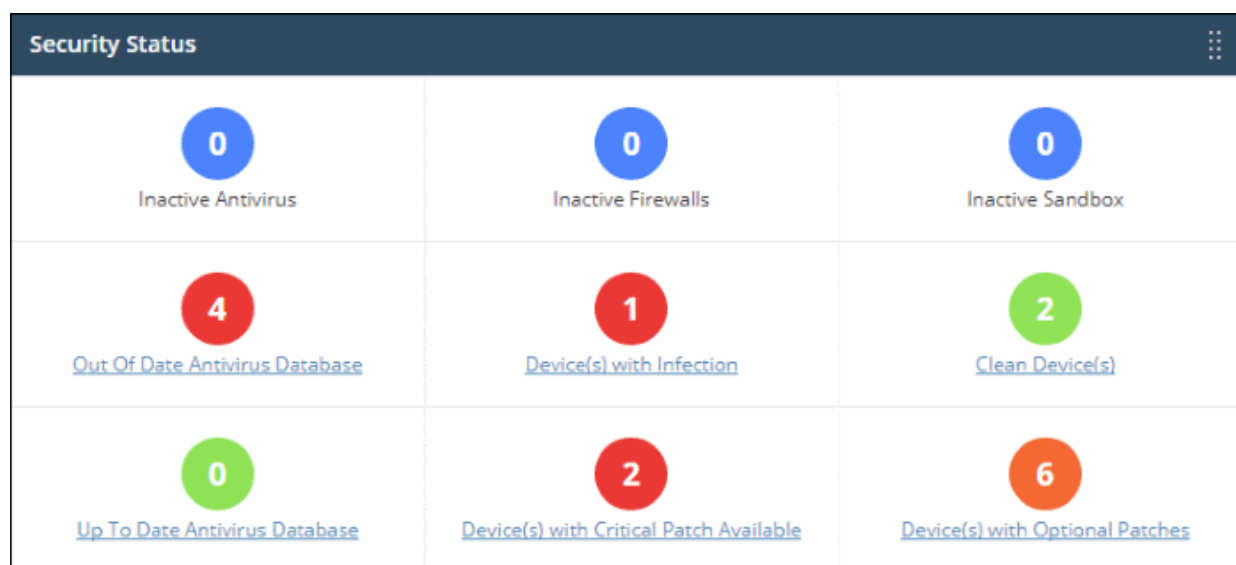 Security Status
0 0 0
Inactive Antivirus Inactive Firewalls Inactive Sandbox
4 1 2
Out Of Date Antivirus Database Device(s) with Infection Clean Device(s)
0 2 6
Up To Date Antivirus Database Device(s) with Critical Patch Available Device(s) with Optional Patches